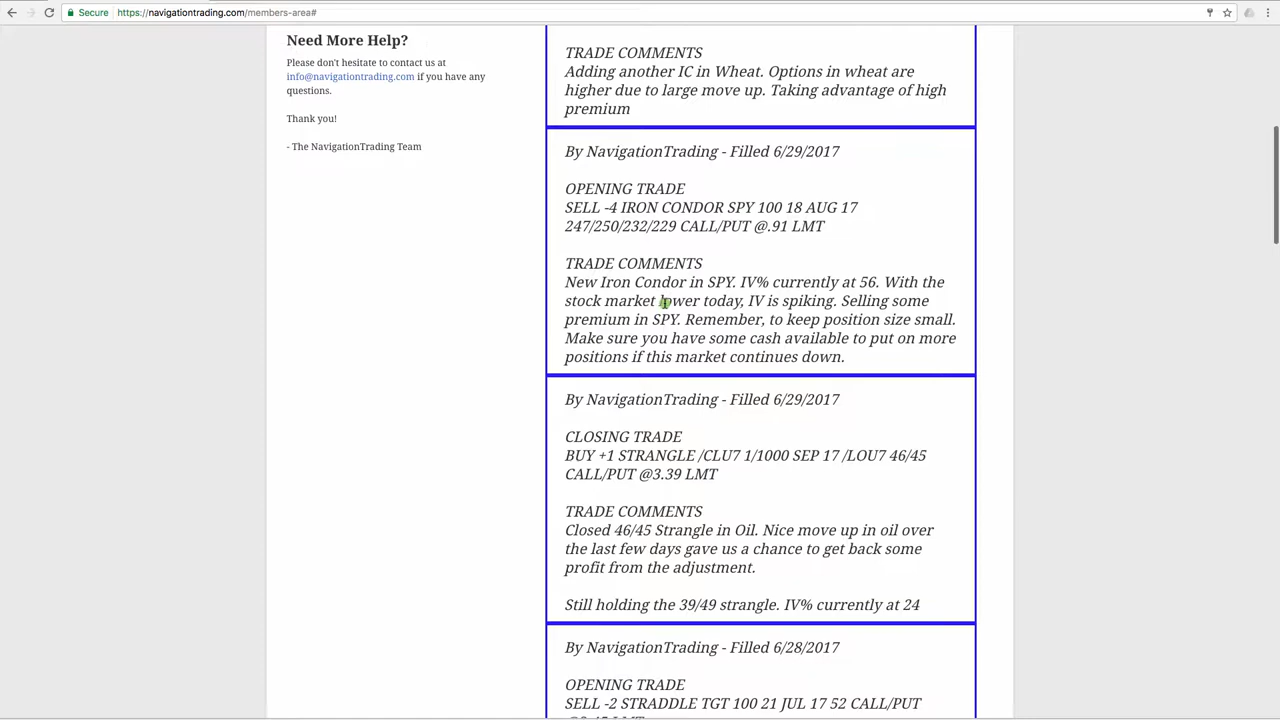 Secure
https://navigationtrading.com/members-area#
Need More Help?
Please don't hesitate to contact us at
info@navigationtrading.com if you have any
questions.
Thank you!
- The NavigationTrading Team
TRADE COMMENTS
Adding another IC in Wheat. Options in wheat are
higher due to large move up. Taking advantage of high
premium
By NavigationTrading - Filled 6/29/2017
OPENING TRADE
SELL -4 IRON CONDOR SPY 100 18 AUG 17
247/250/232/229 CALL/PUT @.91 LMT
TRADE COMMENTS
New Iron Condor in SPY. IV% currently at 56. With the
stock market lower today, IV is spiking. Selling some
premium in SPY. Remember, to keep position size small.
Make sure you have some cash available to put on more
positions if this market continues down.
By NavigationTrading - Filled 6/29/2017
CLOSING TRADE
BUY +1 STRANGLE /CLU7 1/1000 SEP 17 /LOU7 46/45
CALL/PUT @3.39 LMT
TRADE COMMENTS
Closed 46/45 Strangle in Oil. Nice move up in oil over
the last few days gave us a chance to get back some
profit from the adjustment.
Still holding the 39/49 strangle. IV% currently at 24
By NavigationTrading - Filled 6/28/2017
OPENING TRADE
SELL -2 STRADDLE TGT 100 21 JUL 17 52 CALL/PUT